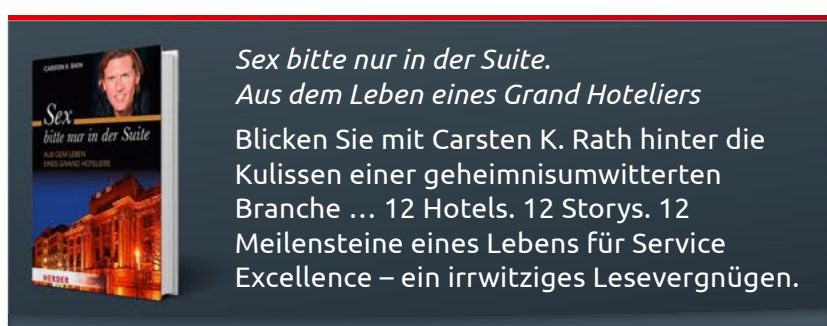 CARSTEN K. RATH
Sex
bitte nur in der Suite
AUS DEM LEBEN
EINES GRAND HOTELIERS
HERDER
Sex bitte nur in der Suite.
Aus dem Leben eines Grand Hoteliers
Blicken Sie mit Carsten K. Rath hinter die
Kulissen einer geheimnisumwitterten
Branche … 12 Hotels. 12 Storys. 12
Meilensteine eines Lebens für Service
Excellence – ein irrwitziges Lesevergnügen.